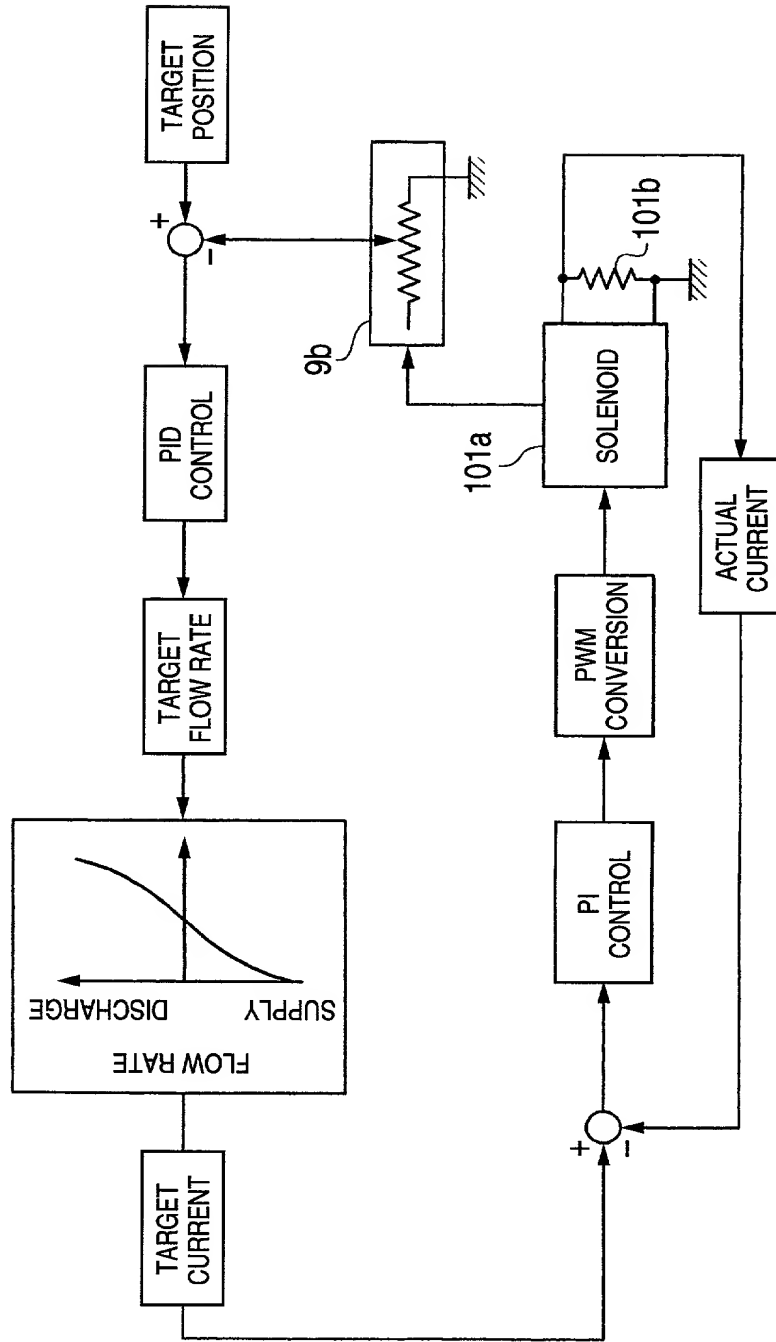 TARGET
POSITION
+
-
PID
CONTROL
TARGET
FLOW RATE
DISCHARGE
SUPPLY
FLOW RATE
TARGET
CURRENT
+
-
PI
CONTROL
PWM
CONVERSION
101a
SOLENOID
101b
9b
ACTUAL
CURRENT